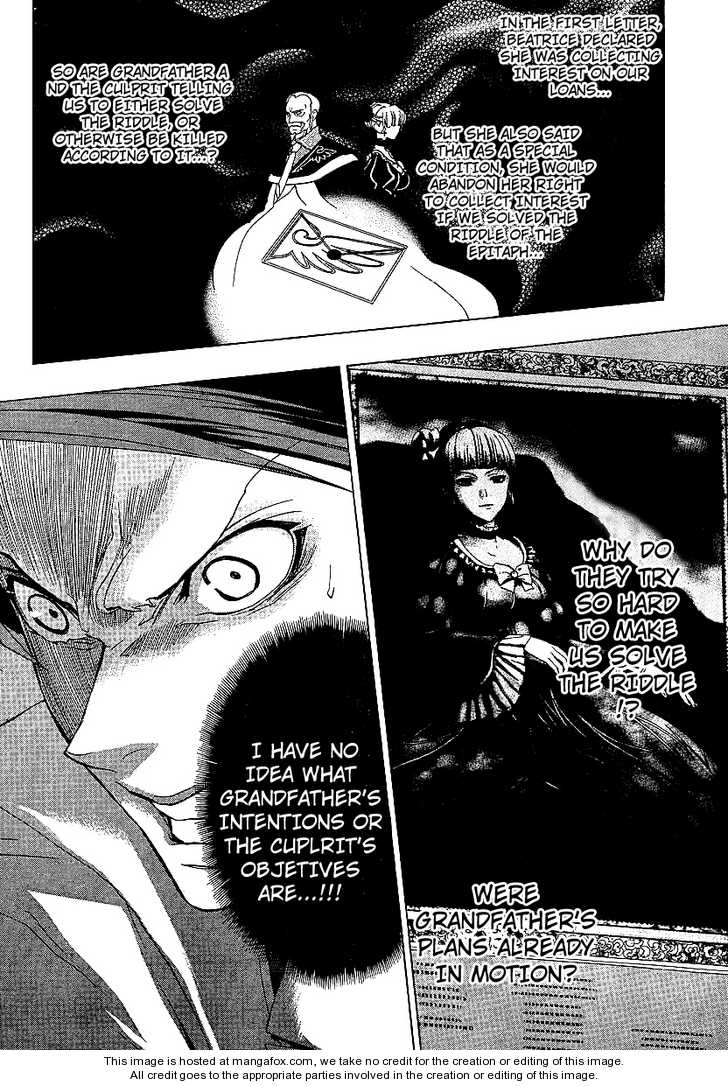 IN THE FIRST LETTER,
BEATRICE DECLARED
SHE WAS COLLECTING
INTEREST ON OUR
LOANS...
BUT SHE ALSO SAID
THAT AS A SPECIAL
CONDITION, SHE WOULD
ABANDON HER RIGHT
TO COLLECT INTEREST
IF WE SOLVED THE
RIDDLE OF THE
EPITAPH...
SO ARE GRANDFATHER A
ND THE CULPRIT TELLING
US TO EITHER SOLVE
THE RIDDLE, OR
OTHERWISE BE KILLED
ACCORDING TO IT...?
WHY DO
THEY TRY
SO HARD
TO MAKE
US SOLVE
THE RIDDLE
!?
WERE
GRANDFATHER'S
PLANS ALREADY
IN MOTION?
I HAVE NO
IDEA WHAT
GRANDFATHER'S
INTENTIONS OR
THE CUPLRIT'S
OBJETIVES
ARE...!!!
This image is hosted at mangafox.com, we take no credit for the creation or editing of this image.
All credit goes to the appropriate parties involved in the creation or editing of this image.